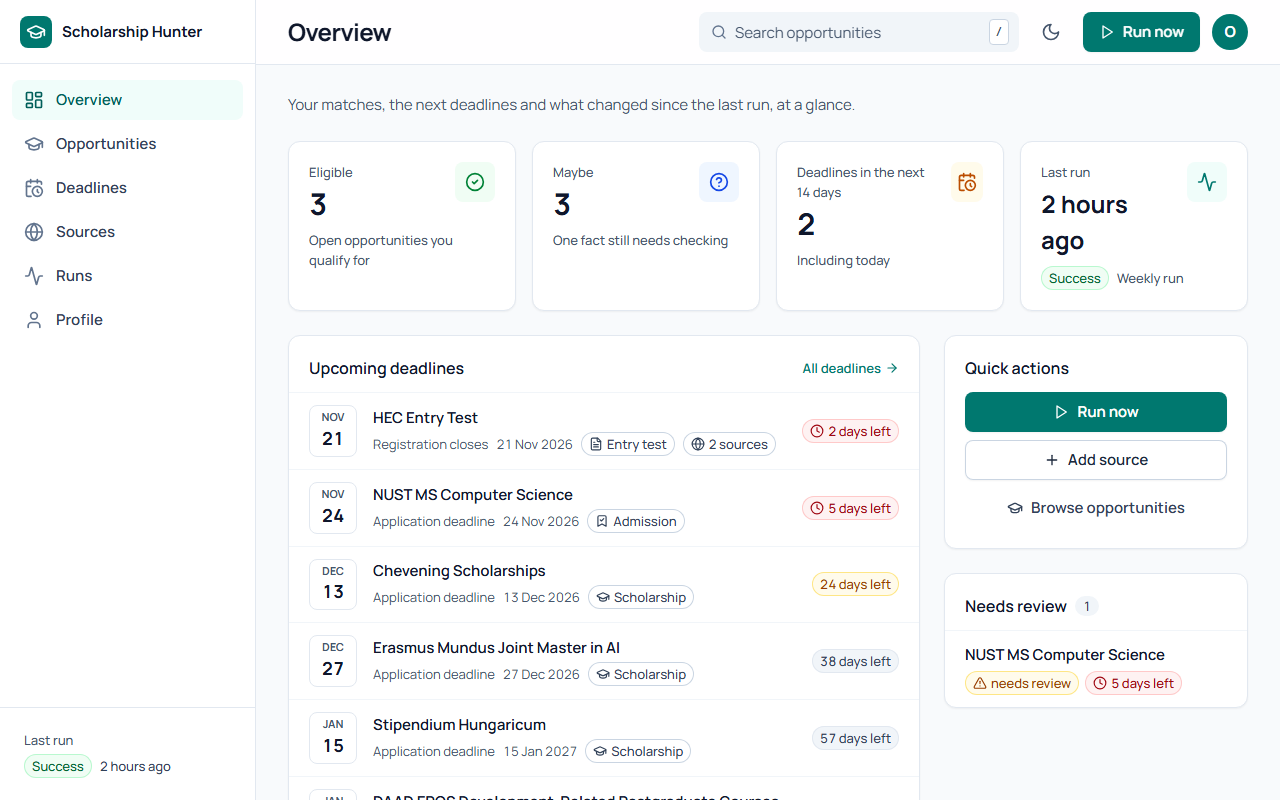 Scholarship Hunter
Overview
Opportunities
Deadlines
Sources
Runs
Profile
Last run
Success 2 hours ago
Overview
Search opportunities /
Run now
O
Your matches, the next deadlines and what changed since the last run, at a glance.
Eligible
3
Open opportunities you
qualify for
Maybe
3
One fact still needs checking
Deadlines in the next
14 days
2
Including today
Last run
2 hours
ago
Success Weekly run
Upcoming deadlines
All deadlines →
NOV
21
HEC Entry Test
Registration closes 21 Nov 2026 Entry test 2 sources
2 days left
NOV
24
NUST MS Computer Science
Application deadline 24 Nov 2026 Admission
5 days left
DEC
13
Chevening Scholarships
Application deadline 13 Dec 2026 Scholarship
24 days left
DEC
27
Erasmus Mundus Joint Master in AI
Application deadline 27 Dec 2026 Scholarship
38 days left
JAN
15
Stipendium Hungaricum
Application deadline 15 Jan 2027 Scholarship
57 days left
JAN
DAAD EPOS Development-Related Postgraduate Courses
Quick actions
Run now
+ Add source
Browse opportunities
Needs review 1
NUST MS Computer Science
needs review 5 days left